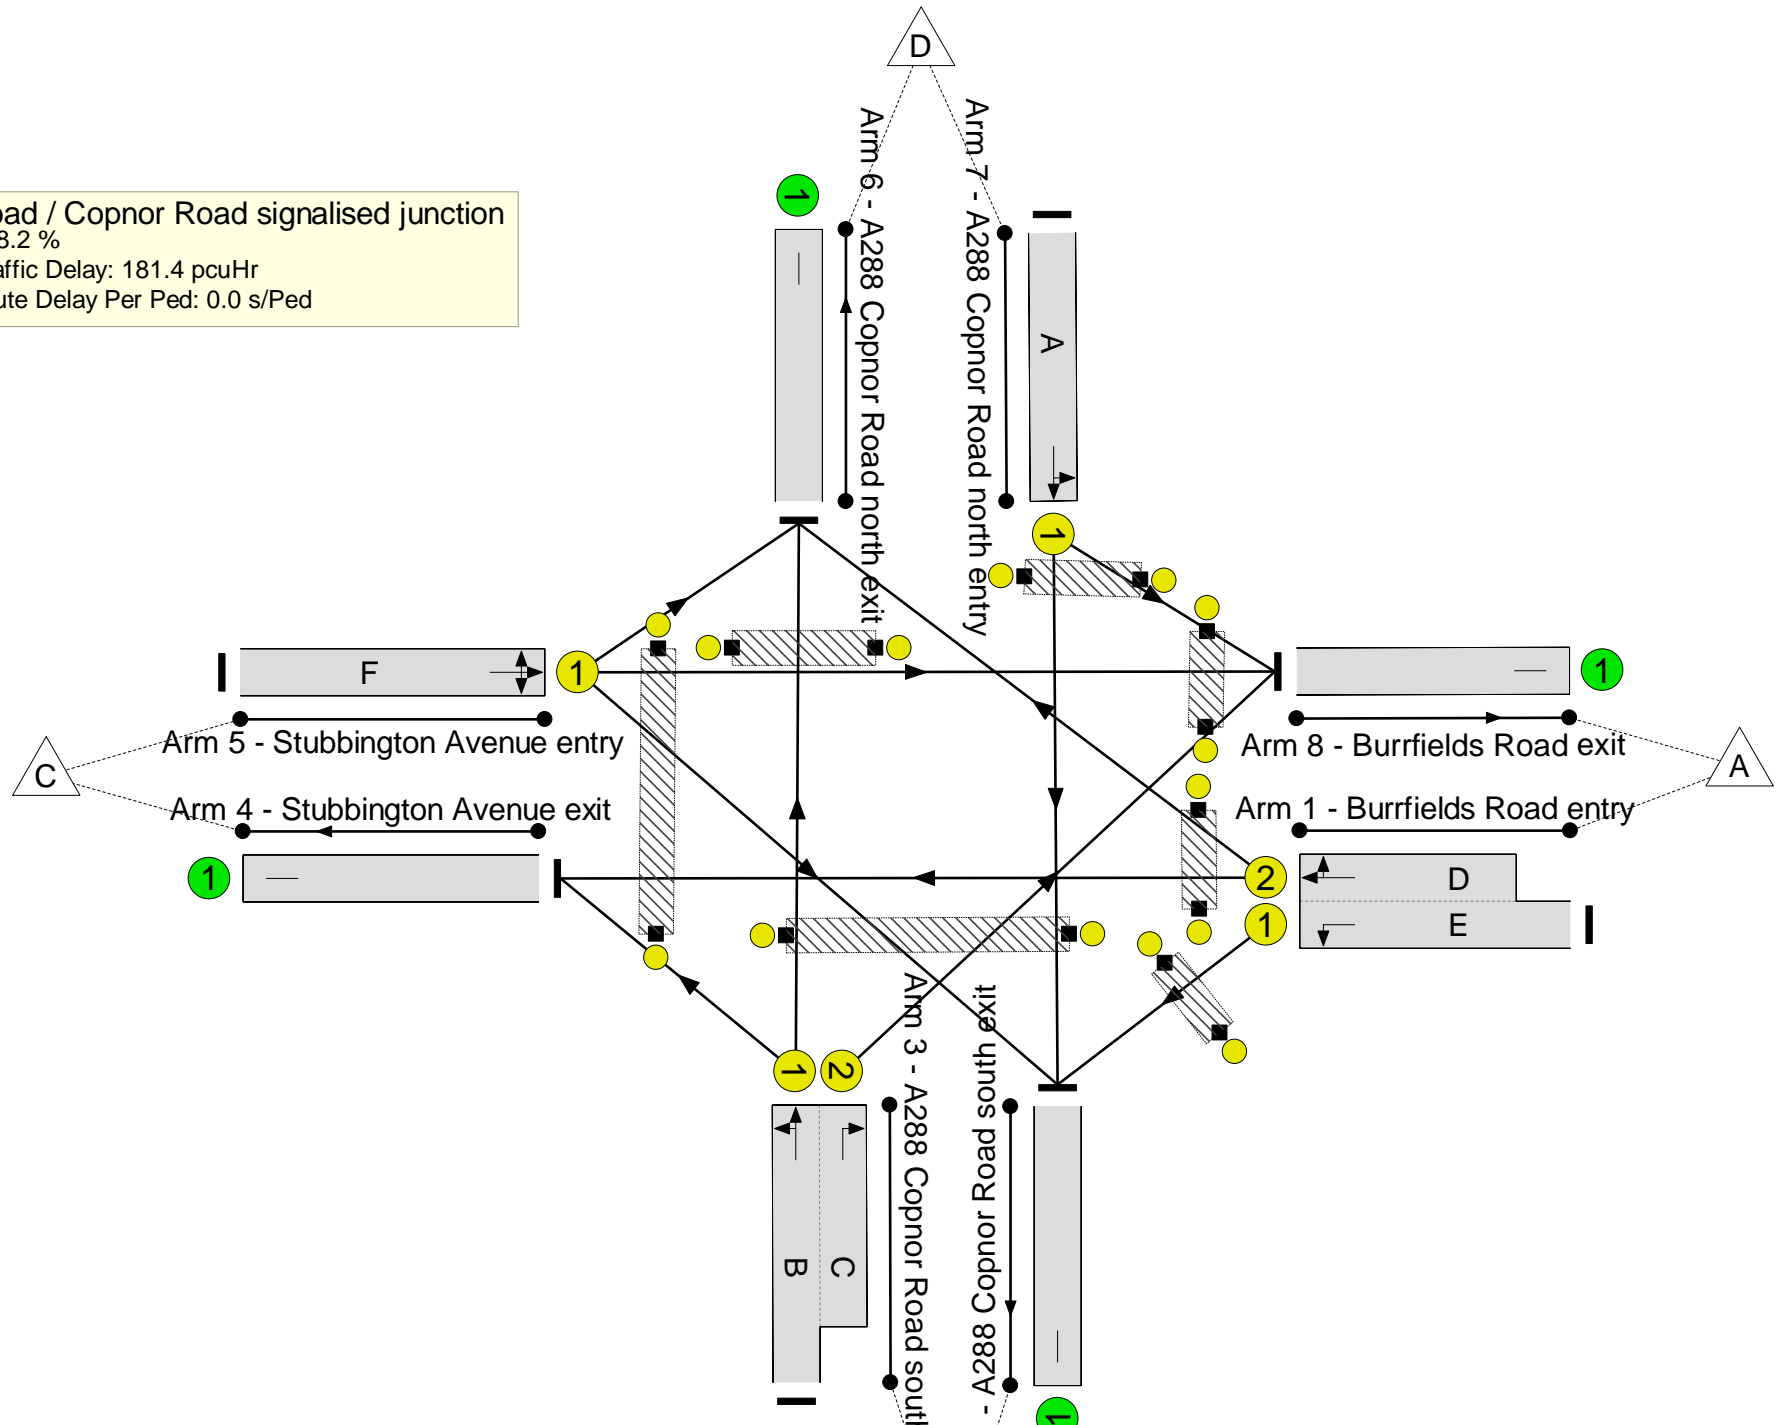 D
oad / Copnor Road signalised junction
8.2 %
affic Delay: 181.4 pcuHr
ute Delay Per Ped: 0.0 s/Ped
1
Arm 6 - A288 Copnor Road north exit
Arm 7 - A288 Copnor Road north entry
A
1
F
1
1
Arm 5 - Stubbington Avenue entry
Arm 8 - Burrfields Road exit
C
A
Arm 4 - Stubbington Avenue exit
Arm 1 - Burrfields Road entry
1
2
D
1
E
1
2
Arm 3 - A288 Copnor Road south
- A288 Copnor Road south exit
B
C
1